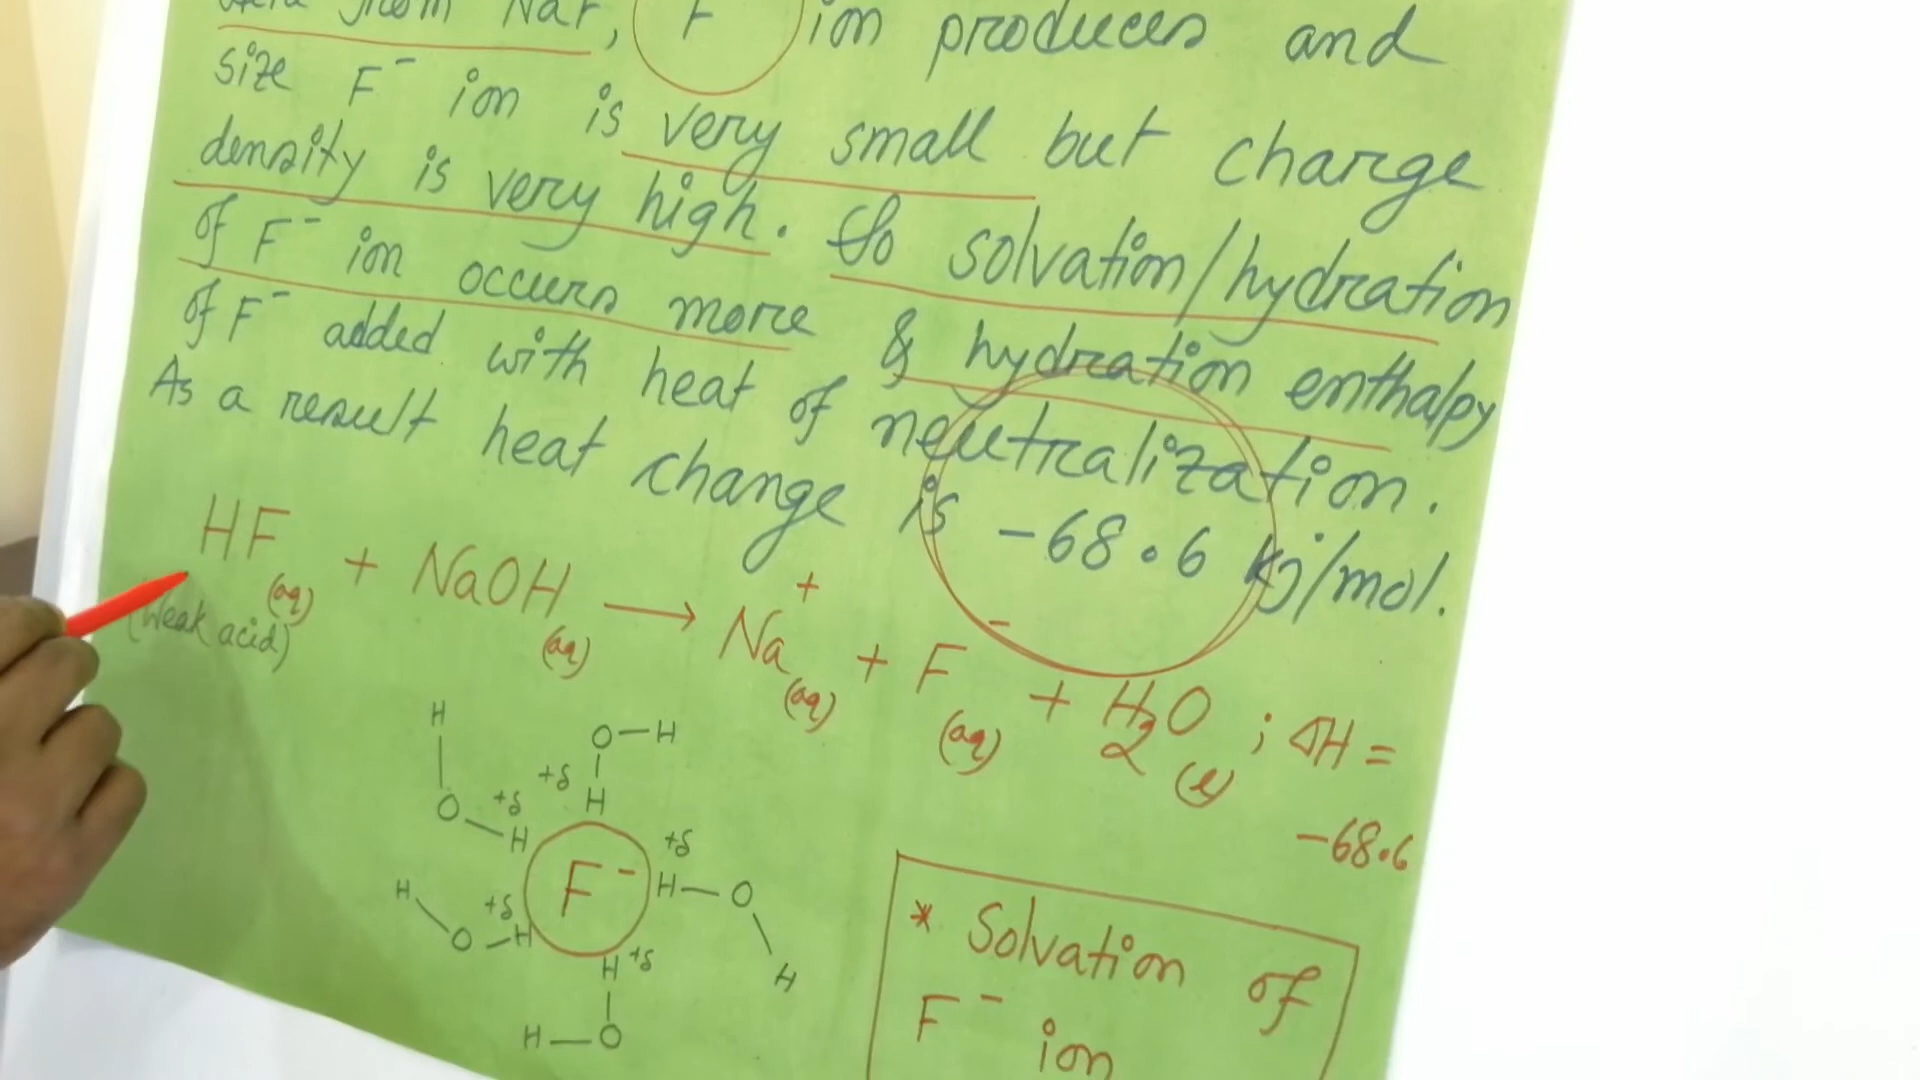 from NaF, F ion produces and
size F⁻ ion is very small but charge
density is very high. So solvation/hydration
of F⁻ ion occurs more & hydration enthalpy
of F⁻ added with heat of neutralization.
As a result heat change is -68.6 kj/mol.
HF(aq) + NaOH(aq) → Na⁺(aq) + F⁻(aq) + H₂O(l) ; ΔH =
(weak acid)
-68.6
H
O—H
+δ
H
+δ
O—H
+δ
F⁻
H—O
H
+δ
H
O—H
H +δ
H—O
* Solvation of
F⁻ ion